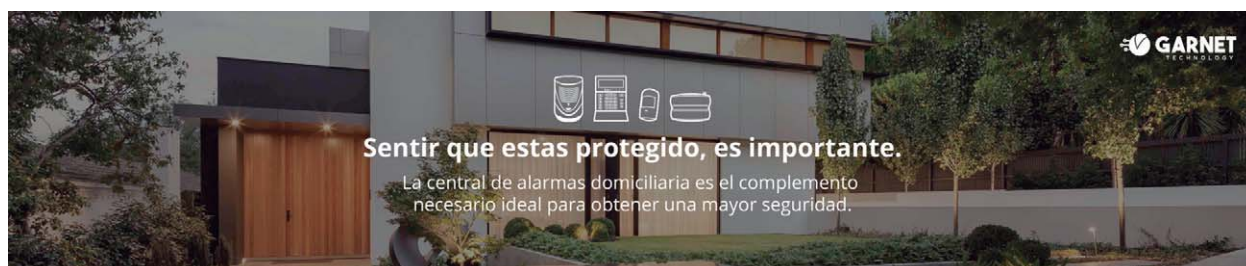 GARNET
TECHNOLOGY
Sentir que estas protegido, es importante.
La central de alarmas domiciliaria es el complemento
necesario ideal para obtener una mayor seguridad.